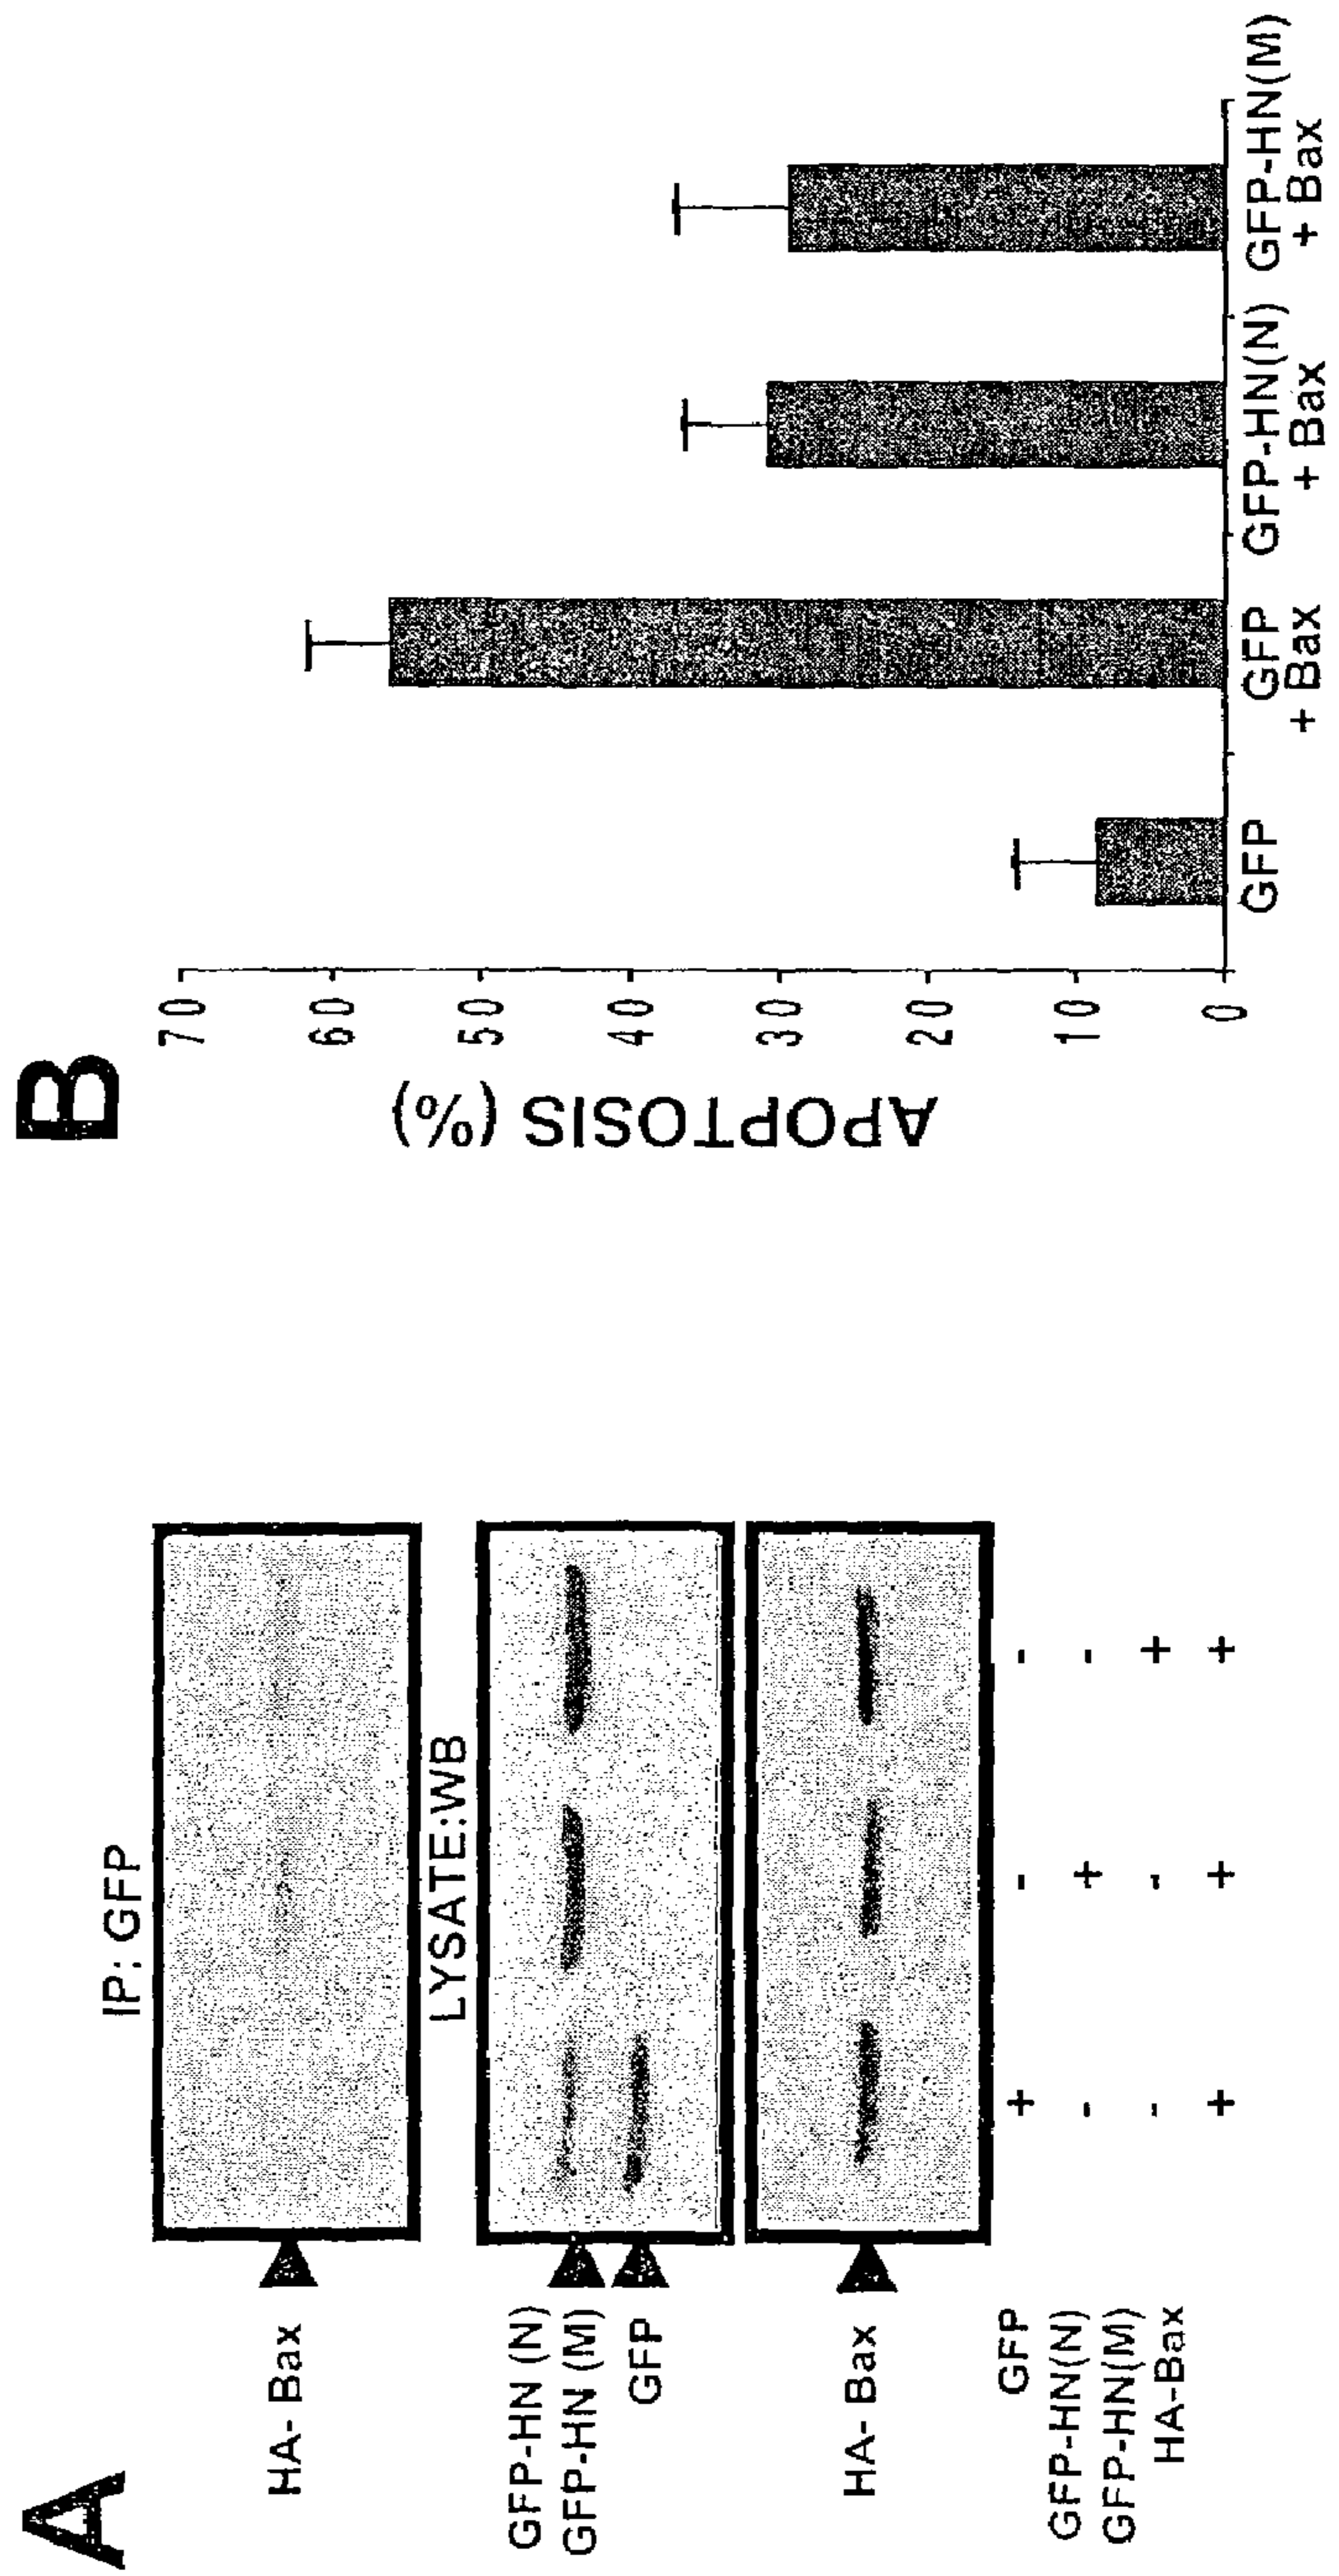 A
IP: GFP
HA- Bax
LYSATE:WB
GFP-HN (N)
GFP-HN (M)
GFP
HA- Bax
GFP + - -
GFP-HN(N) - + -
GFP-HN(M) - - +
HA-Bax + + +
B
APOPTOSIS (%)
70
60
50
40
30
20
10
0
GFP GFP GFP-HN(N) GFP-HN(M)
+ Bax + Bax + Bax